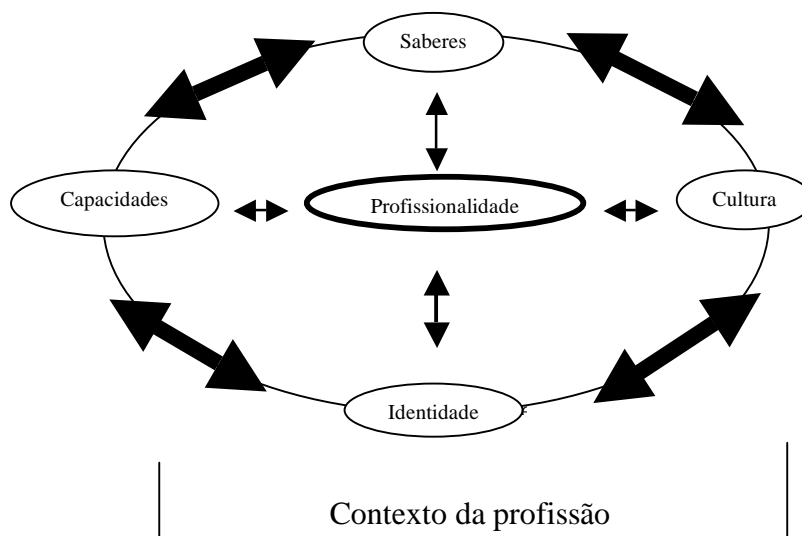 Saberes
Capacidades
Profissionalidade
Cultura
Identidade
Contexto da profissão